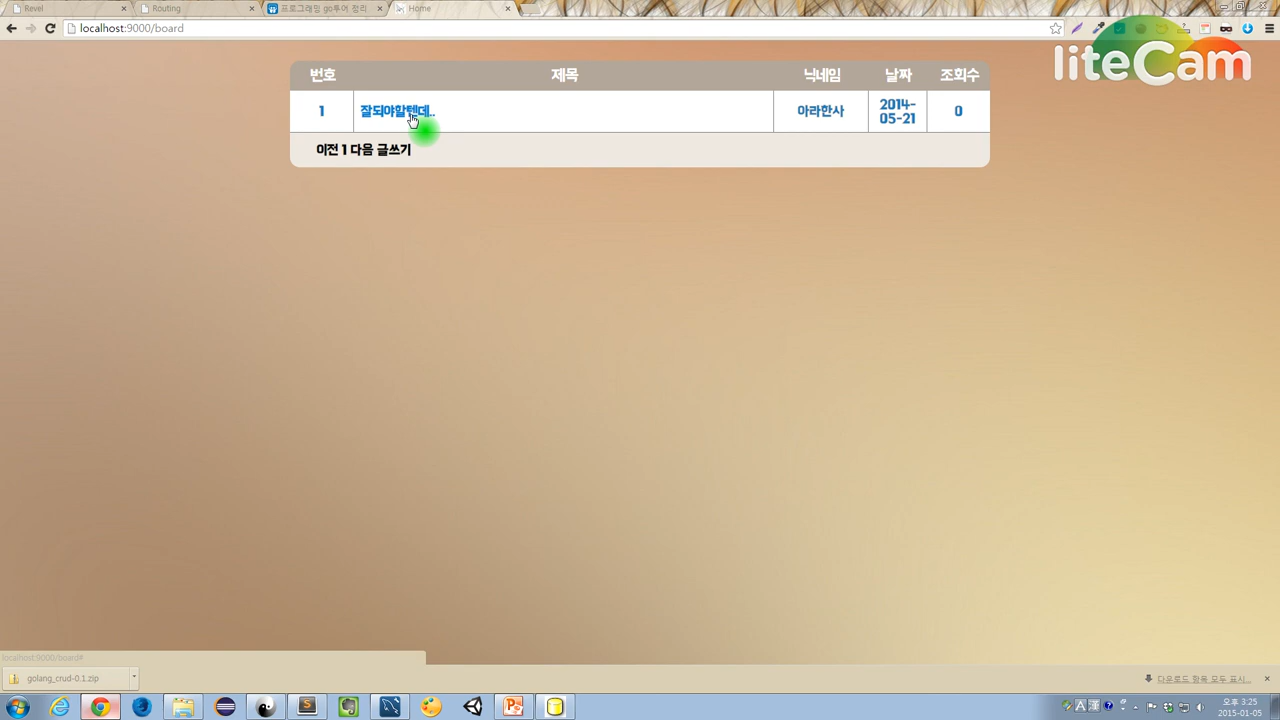 Revel
Routing
프로그래밍 go투어 정리
Home
localhost:9000/board
liteCam
번호 제목 닉네임 날짜 조회수
1 잘되야할텐데.. 아라한사 2014-05-21 0
이전 1 다음 글쓰기
localhost:9000/board#
golang_crud-0.1.zip
다운로드 항목 모두 표시...
A 漢
오후 3:25
2015-01-05